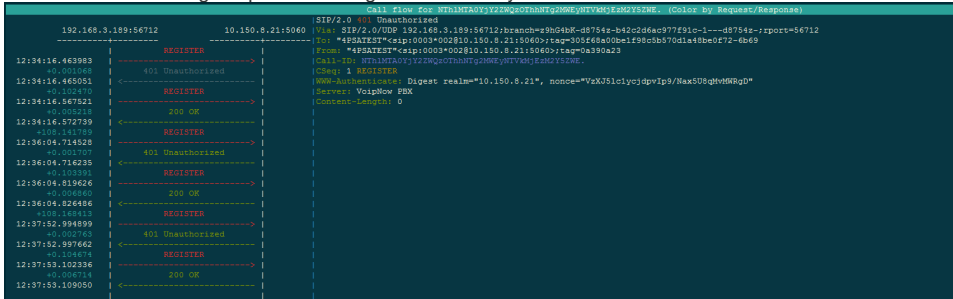 Call flow for NThlMTA0YjY2ZWQzOThhNTg2MWEyNTVkMjEzM2Y5ZWE. (Color by Request/Response)
192.168.3.189:56712 10.150.8.21:5060
REGISTER
12:34:16.463983
+0.001068 401 Unauthorized
12:34:16.465051
+0.102470 REGISTER
12:34:16.567521
+0.005218 200 OK
12:34:16.572739
+108.141789 REGISTER
12:36:04.714528
+0.001707 401 Unauthorized
12:36:04.716235
+0.103391 REGISTER
12:36:04.819626
+0.006860 200 OK
12:36:04.826486
+108.168413 REGISTER
12:37:52.994899
+0.002763 401 Unauthorized
12:37:52.997662
+0.104674 REGISTER
12:37:53.102336
+0.006714 200 OK
12:37:53.109050
SIP/2.0 401 Unauthorized
Via: SIP/2.0/UDP 192.168.3.189:56712;branch=z9hG4bK-d8754z-b42c2d6ac977f91c-1---d8754z-;rport=56712
To: "4PSATEST"<sip:0003*002@10.150.8.21:5060>;tag=305f68a00be1f98c5b570d1a48be0f72-6b69
From: "4PSATEST"<sip:0003*002@10.150.8.21:5060>;tag=0a390a23
Call-ID: NThlMTA0YjY2ZWQzOThhNTg2MWEyNTVkMjEzM2Y5ZWE.
CSeq: 1 REGISTER
WWW-Authenticate: Digest realm="10.150.8.21", nonce="VzXJ5lc1ycjdpvIp9/Nax5U8qMvMWRgD"
Server: VoipNow PBX
Content-Length: 0